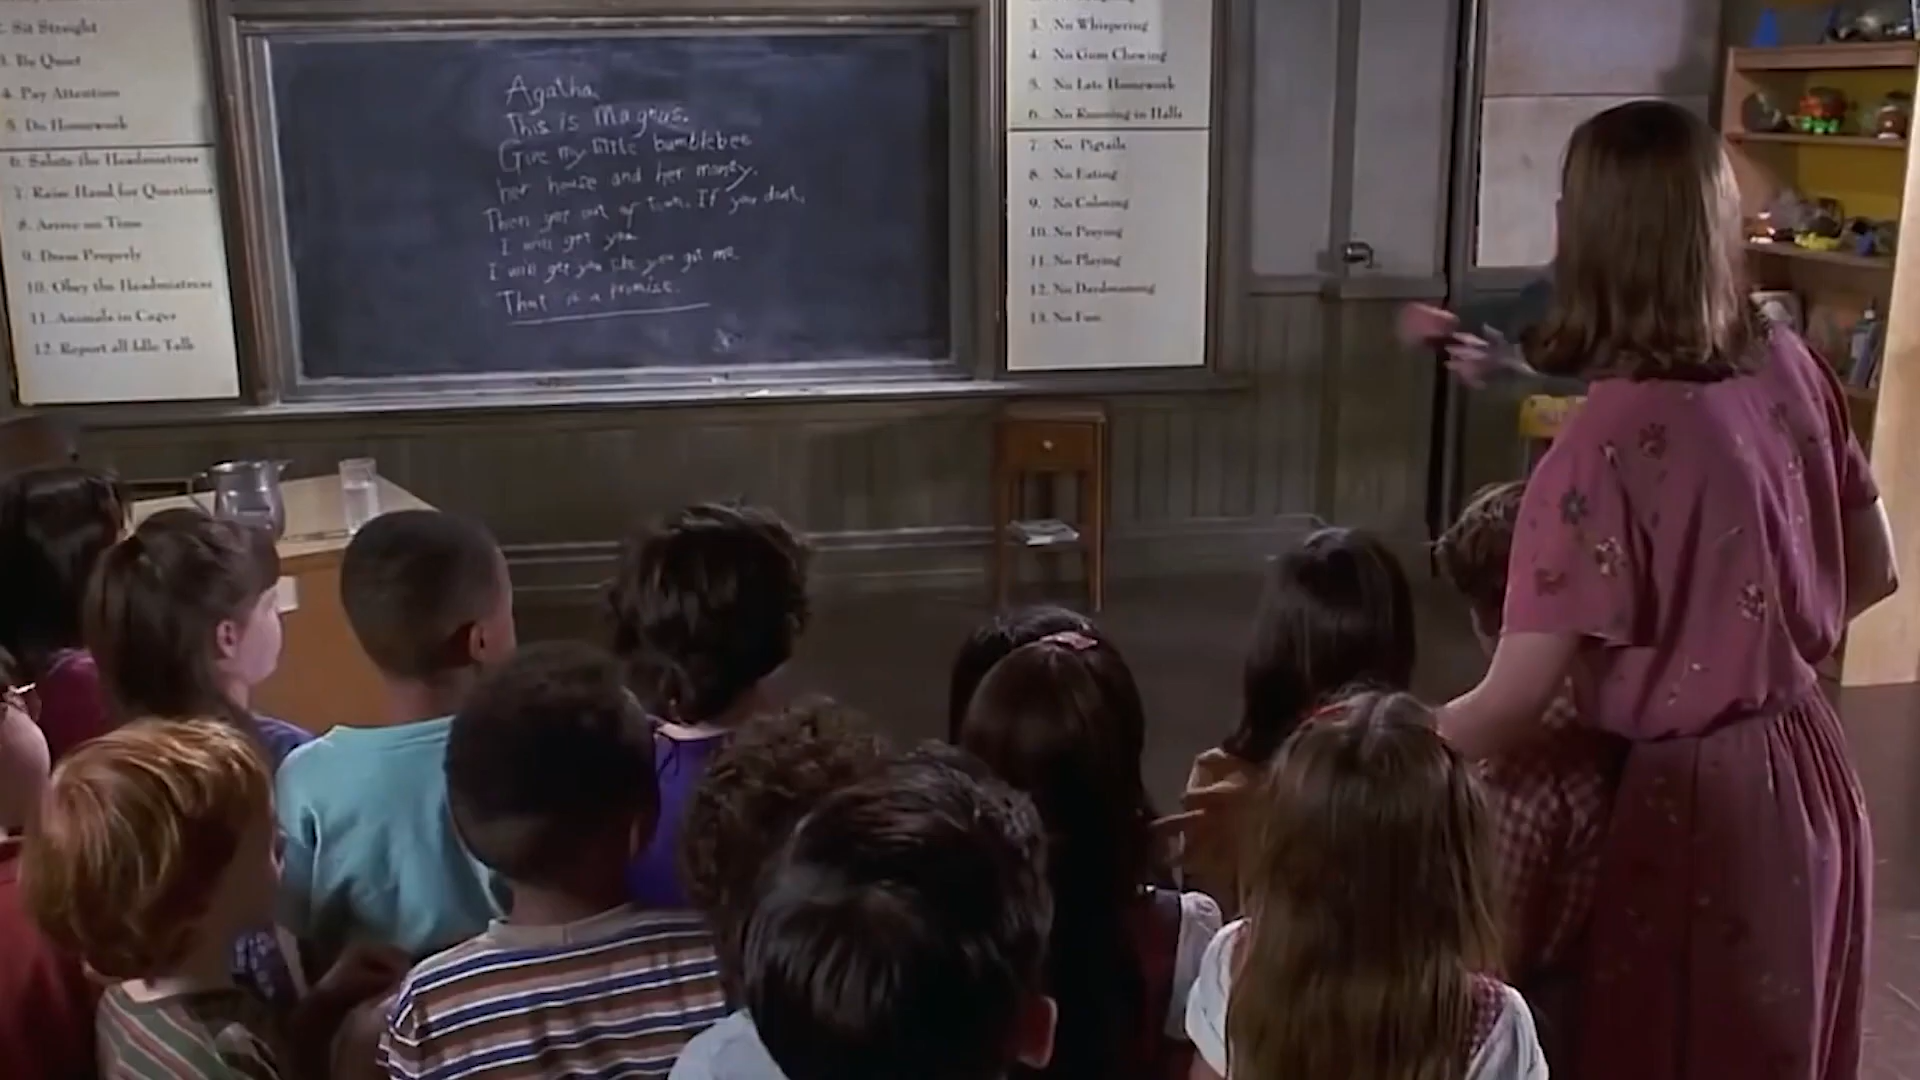 2. Sit Straight
3. Be Quiet
4. Pay Attention
5. Do Homework
6. Salute the Headmistress
7. Raise Hand for Questions
8. Arrive on Time
9. Dress Properly
10. Obey the Headmistress
11. Animals in Cages
12. Report all Idle Talk
Agatha,
This is Magnus.
Give my little bumblebee
her house and her money.
Then get out of town. If you don't,
I will get you
I will get you like you got me.
That is a promise.
3. No Whispering
4. No Gum Chewing
5. No Late Homework
6. No Running in Halls
7. No Pigtails
8. No Eating
9. No Coloring
10. No
11. No Playing
12. No Daydreaming
13. No Fun